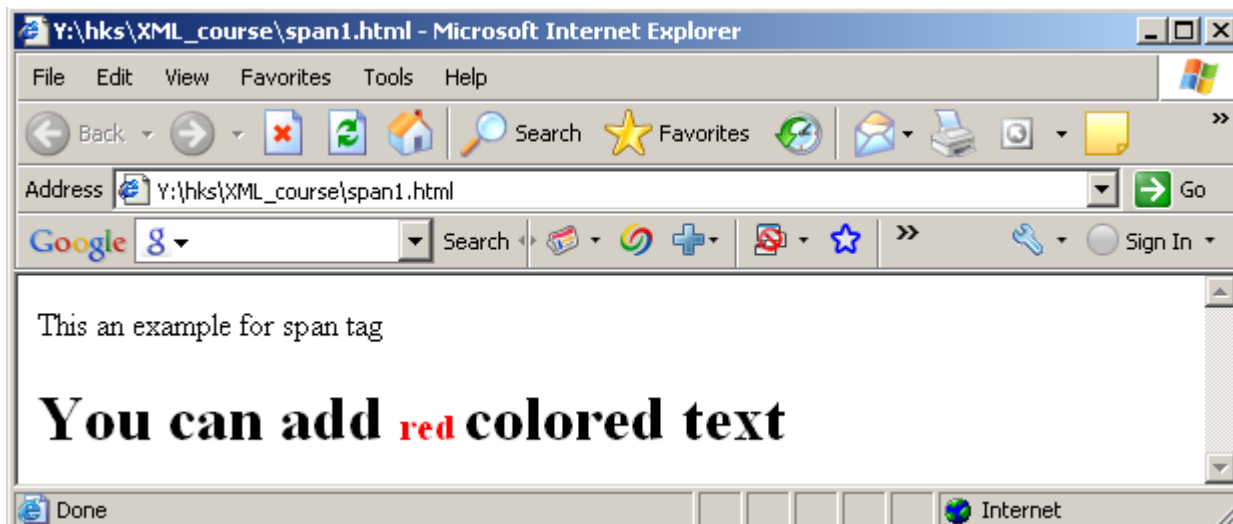 Y:\hks\XML_course\span1.html - Microsoft Internet Explorer
File Edit View Favorites Tools Help
Back Search Favorites »
Address Y:\hks\XML_course\span1.html Go
Google g Search » Sign In
This an example for span tag
You can add red colored text
Done Internet